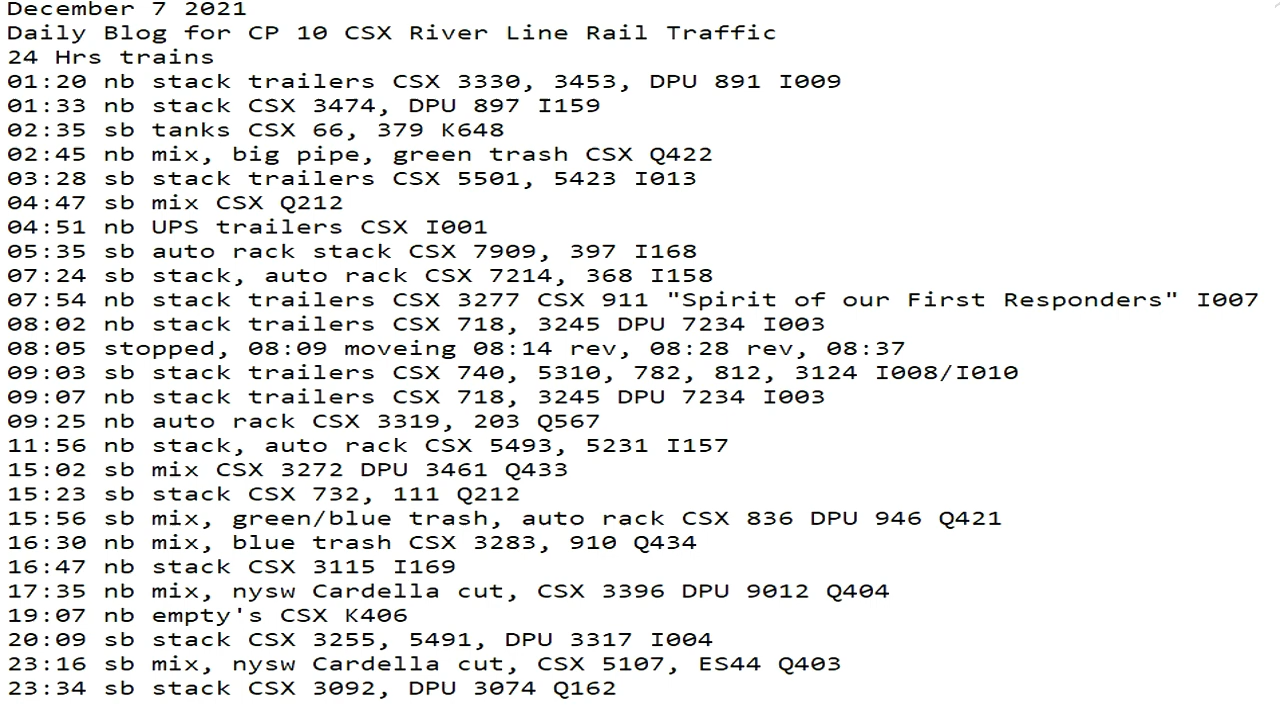 December 7 2021
Daily Blog for CP 10 CSX River Line Rail Traffic
24 Hrs trains
01:20 nb stack trailers CSX 3330, 3453, DPU 891 I009
01:33 nb stack CSX 3474, DPU 897 I159
02:35 sb tanks CSX 66, 379 K648
02:45 nb mix, big pipe, green trash CSX Q422
03:28 sb stack trailers CSX 5501, 5423 I013
04:47 sb mix CSX Q212
04:51 nb UPS trailers CSX I001
05:35 sb auto rack stack CSX 7909, 397 I168
07:24 sb stack, auto rack CSX 7214, 368 I158
07:54 nb stack trailers CSX 3277 CSX 911 "Spirit of our First Responders" I007
08:02 nb stack trailers CSX 718, 3245 DPU 7234 I003
08:05 stopped, 08:09 moveing 08:14 rev, 08:28 rev, 08:37
09:03 sb stack trailers CSX 740, 5310, 782, 812, 3124 I008/I010
09:07 nb stack trailers CSX 718, 3245 DPU 7234 I003
09:25 nb auto rack CSX 3319, 203 Q567
11:56 nb stack, auto rack CSX 5493, 5231 I157
15:02 sb mix CSX 3272 DPU 3461 Q433
15:23 sb stack CSX 732, 111 Q212
15:56 sb mix, green/blue trash, auto rack CSX 836 DPU 946 Q421
16:30 nb mix, blue trash CSX 3283, 910 Q434
16:47 nb stack CSX 3115 I169
17:35 nb mix, nysw Cardella cut, CSX 3396 DPU 9012 Q404
19:07 nb empty's CSX K406
20:09 sb stack CSX 3255, 5491, DPU 3317 I004
23:16 sb mix, nysw Cardella cut, CSX 5107, ES44 Q403
23:34 sb stack CSX 3092, DPU 3074 Q162